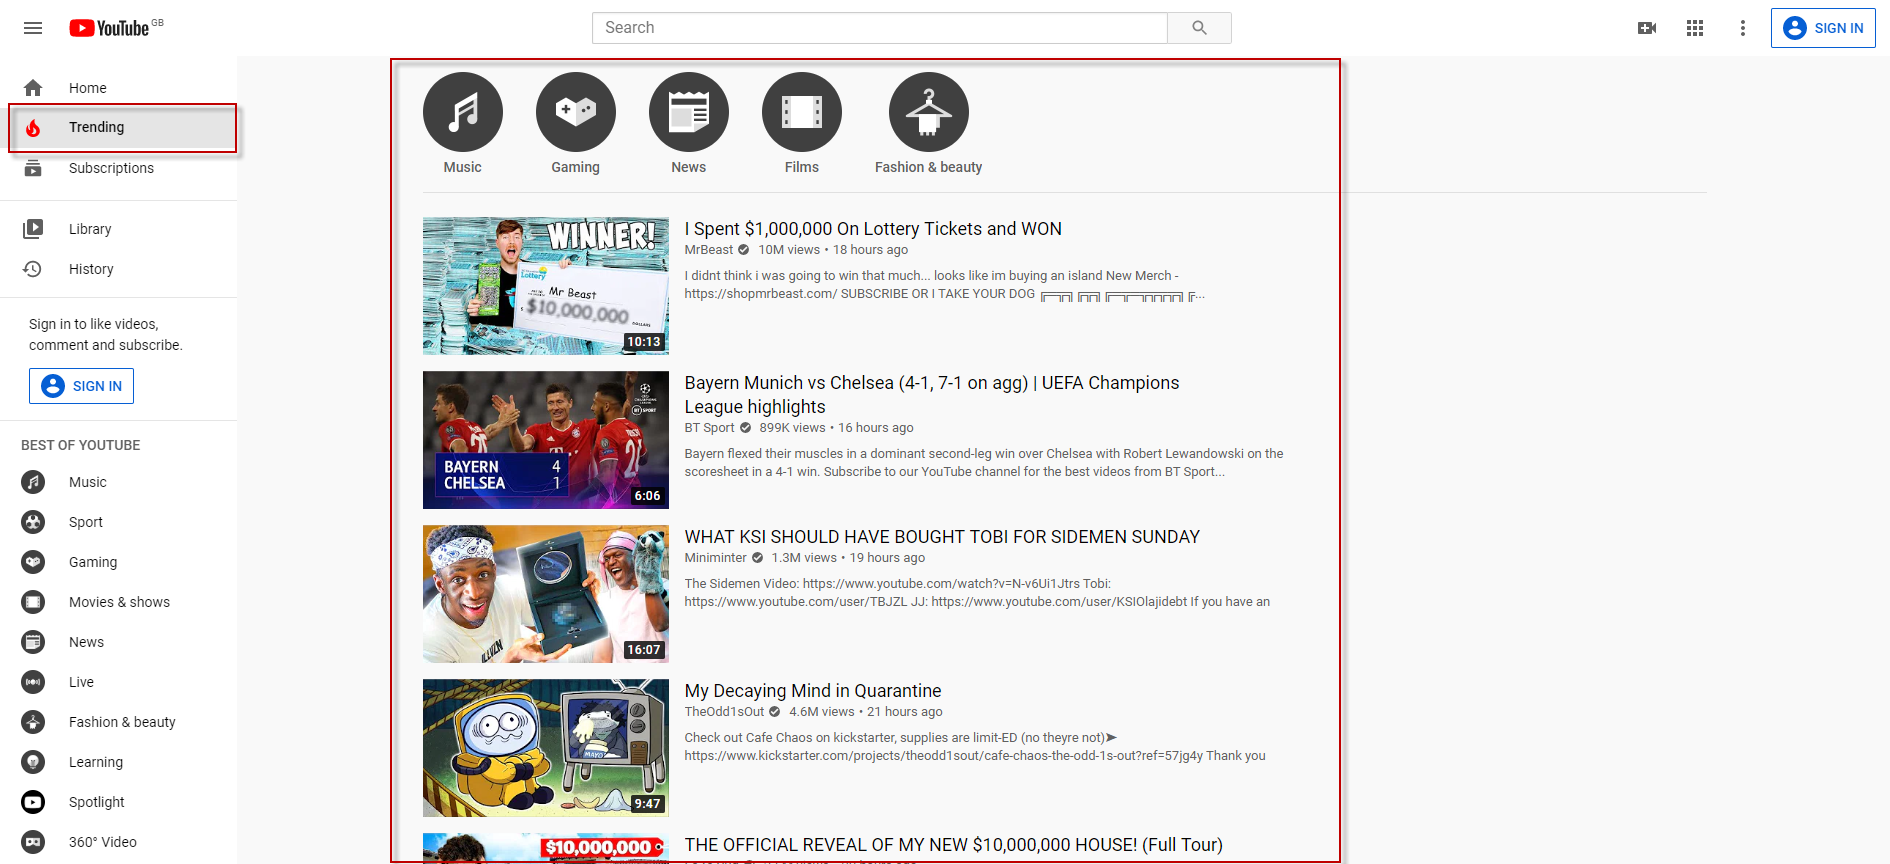 YouTube GB
Search
SIGN IN
Home
Trending
Subscriptions
Library
History
Sign in to like videos,
comment and subscribe.
SIGN IN
BEST OF YOUTUBE
Music
Sport
Gaming
Movies & shows
News
Live
Fashion & beauty
Learning
Spotlight
360° Video
Music
Gaming
News
Films
Fashion & beauty
WINNER!
Lottery
Mr Beast
$10,000,000
DOLLARS
10:13
I Spent $1,000,000 On Lottery Tickets and WON
MrBeast 10M views • 18 hours ago
I didnt think i was going to win that much... looks like im buying an island New Merch -
https://shopmrbeast.com/ SUBSCRIBE OR I TAKE YOUR DOG ╔═╦╗╔╦╗╔═╦═╦╦╦╦╗╔...
BT SPORT
BAYERN 4
CHELSEA 1
6:06
Bayern Munich vs Chelsea (4-1, 7-1 on agg) | UEFA Champions
League highlights
BT Sport 899K views • 16 hours ago
Bayern flexed their muscles in a dominant second-leg win over Chelsea with Robert Lewandowski on the
scoresheet in a 4-1 win. Subscribe to our YouTube channel for the best videos from BT Sport...
16:07
WHAT KSI SHOULD HAVE BOUGHT TOBI FOR SIDEMEN SUNDAY
Miniminter 1.3M views • 19 hours ago
The Sidemen Video: https://www.youtube.com/watch?v=N-v6Ui1Jtrs Tobi:
https://www.youtube.com/user/TBJZL JJ: https://www.youtube.com/user/KSIOlajidebt If you have an
MAYO
9:47
My Decaying Mind in Quarantine
TheOdd1sOut 4.6M views • 21 hours ago
Check out Cafe Chaos on kickstarter, supplies are limit-ED (no theyre not)➤
https://www.kickstarter.com/projects/theodd1sout/cafe-chaos-the-odd-1s-out?ref=57jg4y Thank you
$10,000,000
THE OFFICIAL REVEAL OF MY NEW $10,000,000 HOUSE! (Full Tour)